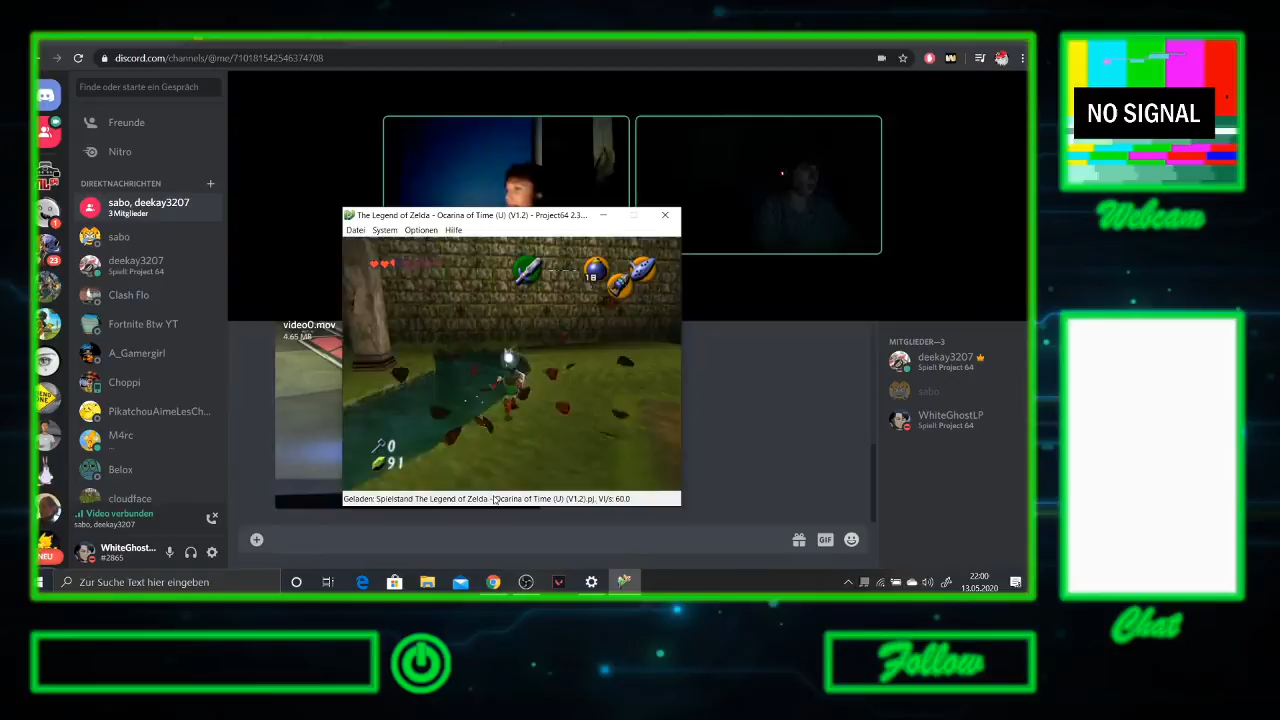 discord.com/channels/@me/710181542546374708
Finde oder starte ein Gespräch
Freunde
Nitro
DIREKTNACHRICHTEN
sabo, deekay3207
3 Mitglieder
sabo
deekay3207
Spielt Project 64
Clash Flo
Fortnite Btw YT
A_Gamergirl
Choppi
PikatchouAimeLesCh...
M4rc
...
Belox
cloudface
Video verbunden
sabo, deekay3207
WhiteGhost...
#2865
1
23
NEU
video0.mov
4.65 MB
The Legend of Zelda - Ocarina of Time (U) (V1.2) - Project64 2.3...
Datei System Optionen Hilfe
18
0
91
Geladen: Spielstand The Legend of Zelda - Ocarina of Time (U) (V1.2).pj. VI/s: 60.0
MITGLIEDER—3
deekay3207
Spielt Project 64
sabo
WhiteGhostLP
Spielt Project 64
GIF
Zur Suche Text hier eingeben
22:00
13.05.2020
NO SIGNAL
Webcam
Chat
Follow